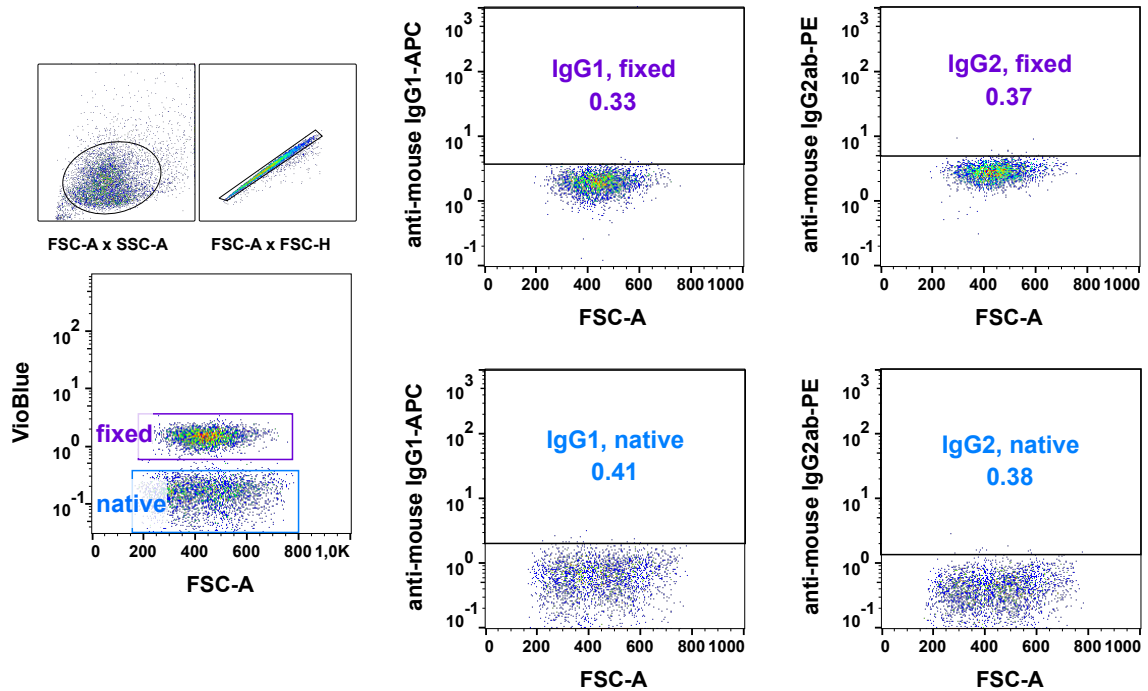 FSC-A x SSC-A
FSC-A x FSC-H
VioBlue
10^2
10^1
10^0
10^-1
fixed
native
0 200 400 600 800 1,0K
FSC-A
anti-mouse IgG1-APC
10^3
10^2
10^1
10^0
10^-1
IgG1, fixed
0.33
0 200 400 600 800 1000
FSC-A
anti-mouse IgG2ab-PE
10^3
10^2
10^1
10^0
10^-1
IgG2, fixed
0.37
0 200 400 600 800 1000
FSC-A
anti-mouse IgG1-APC
10^3
10^2
10^1
10^0
10^-1
IgG1, native
0.41
0 200 400 600 800 1000
FSC-A
anti-mouse IgG2ab-PE
10^3
10^2
10^1
10^0
10^-1
IgG2, native
0.38
0 200 400 600 800 1000
FSC-A